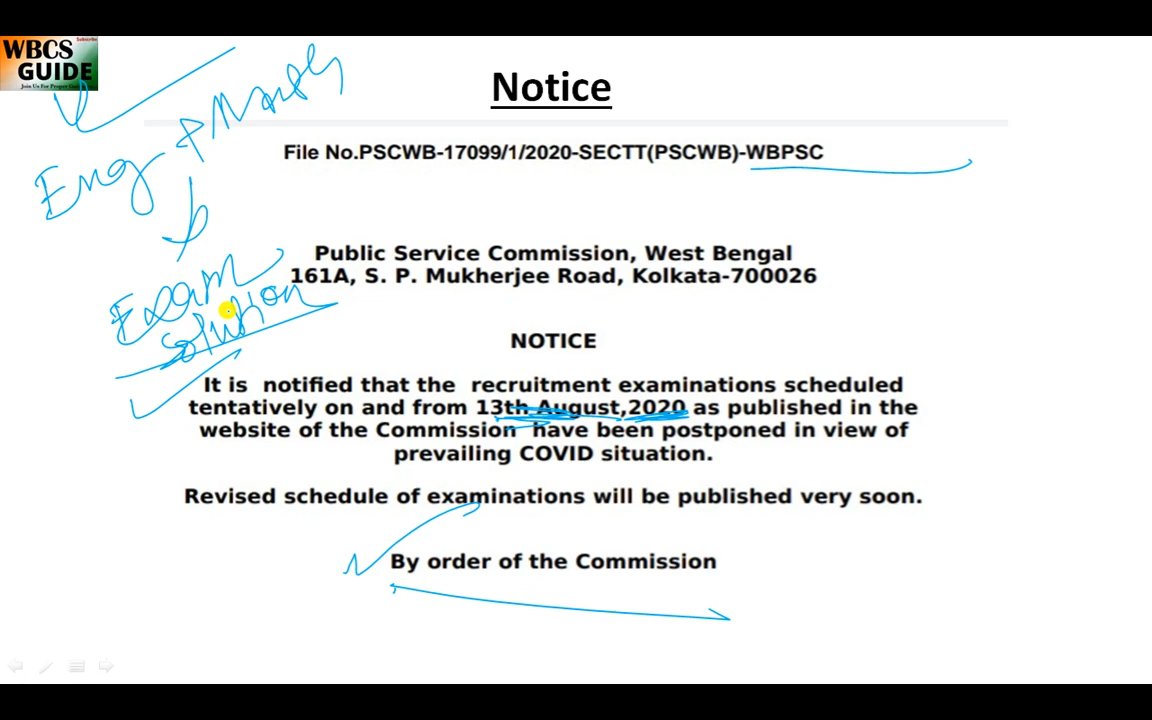 Subscribe
WBCS
GUIDE
Notice
Eng
Exam
Solution
File No.PSCWB-17099/1/2020-SECTT(PSCWB)-WBPSC
Public Service Commission, West Bengal
161A, S. P. Mukherjee Road, Kolkata-700026
NOTICE
It is notified that the recruitment examinations scheduled
tentatively on and from 13th August,2020 as published in the
website of the Commission have been postponed in view of
prevailing COVID situation.
Revised schedule of examinations will be published very soon.
By order of the Commission